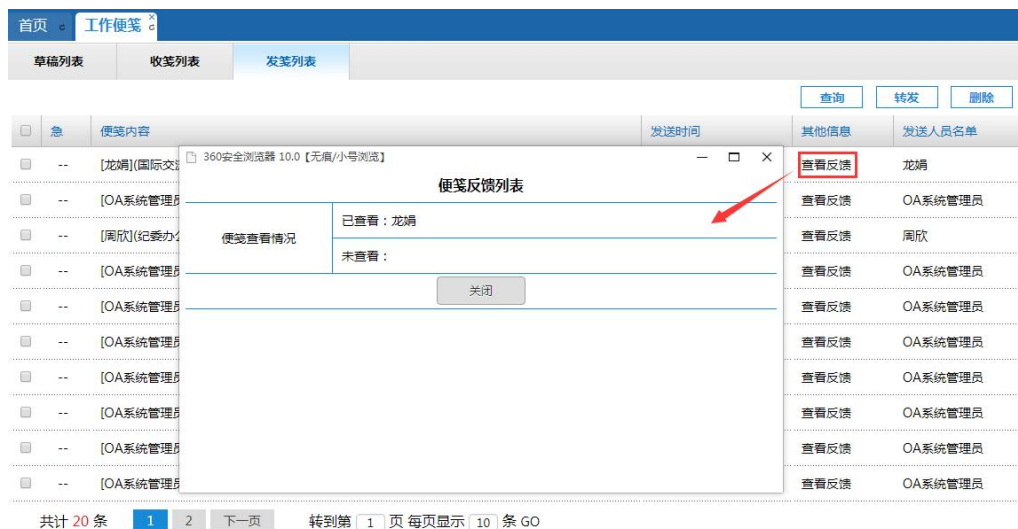 首页 工作便笺
草稿列表 收笺列表 发笺列表
查询 转发 删除
急 便笺内容 发送时间 其他信息 发送人员名单
-- [龙娟](国际交 查看反馈 龙娟
360安全浏览器 10.0【无痕/小号浏览】
便笺反馈列表
-- [OA系统管理员 查看反馈 OA系统管理员
便笺查看情况 已查看：龙娟
-- [周欣](纪委办 查看反馈 周欣
未查看：
-- [OA系统管理员 查看反馈 OA系统管理员
关闭
-- [OA系统管理员 查看反馈 OA系统管理员
-- [OA系统管理员 查看反馈 OA系统管理员
-- [OA系统管理员 查看反馈 OA系统管理员
-- [OA系统管理员 查看反馈 OA系统管理员
-- [OA系统管理员 查看反馈 OA系统管理员
-- [OA系统管理员 查看反馈 OA系统管理员
共计 20 条 1 2 下一页 转到第 1 页 每页显示 10 条 GO